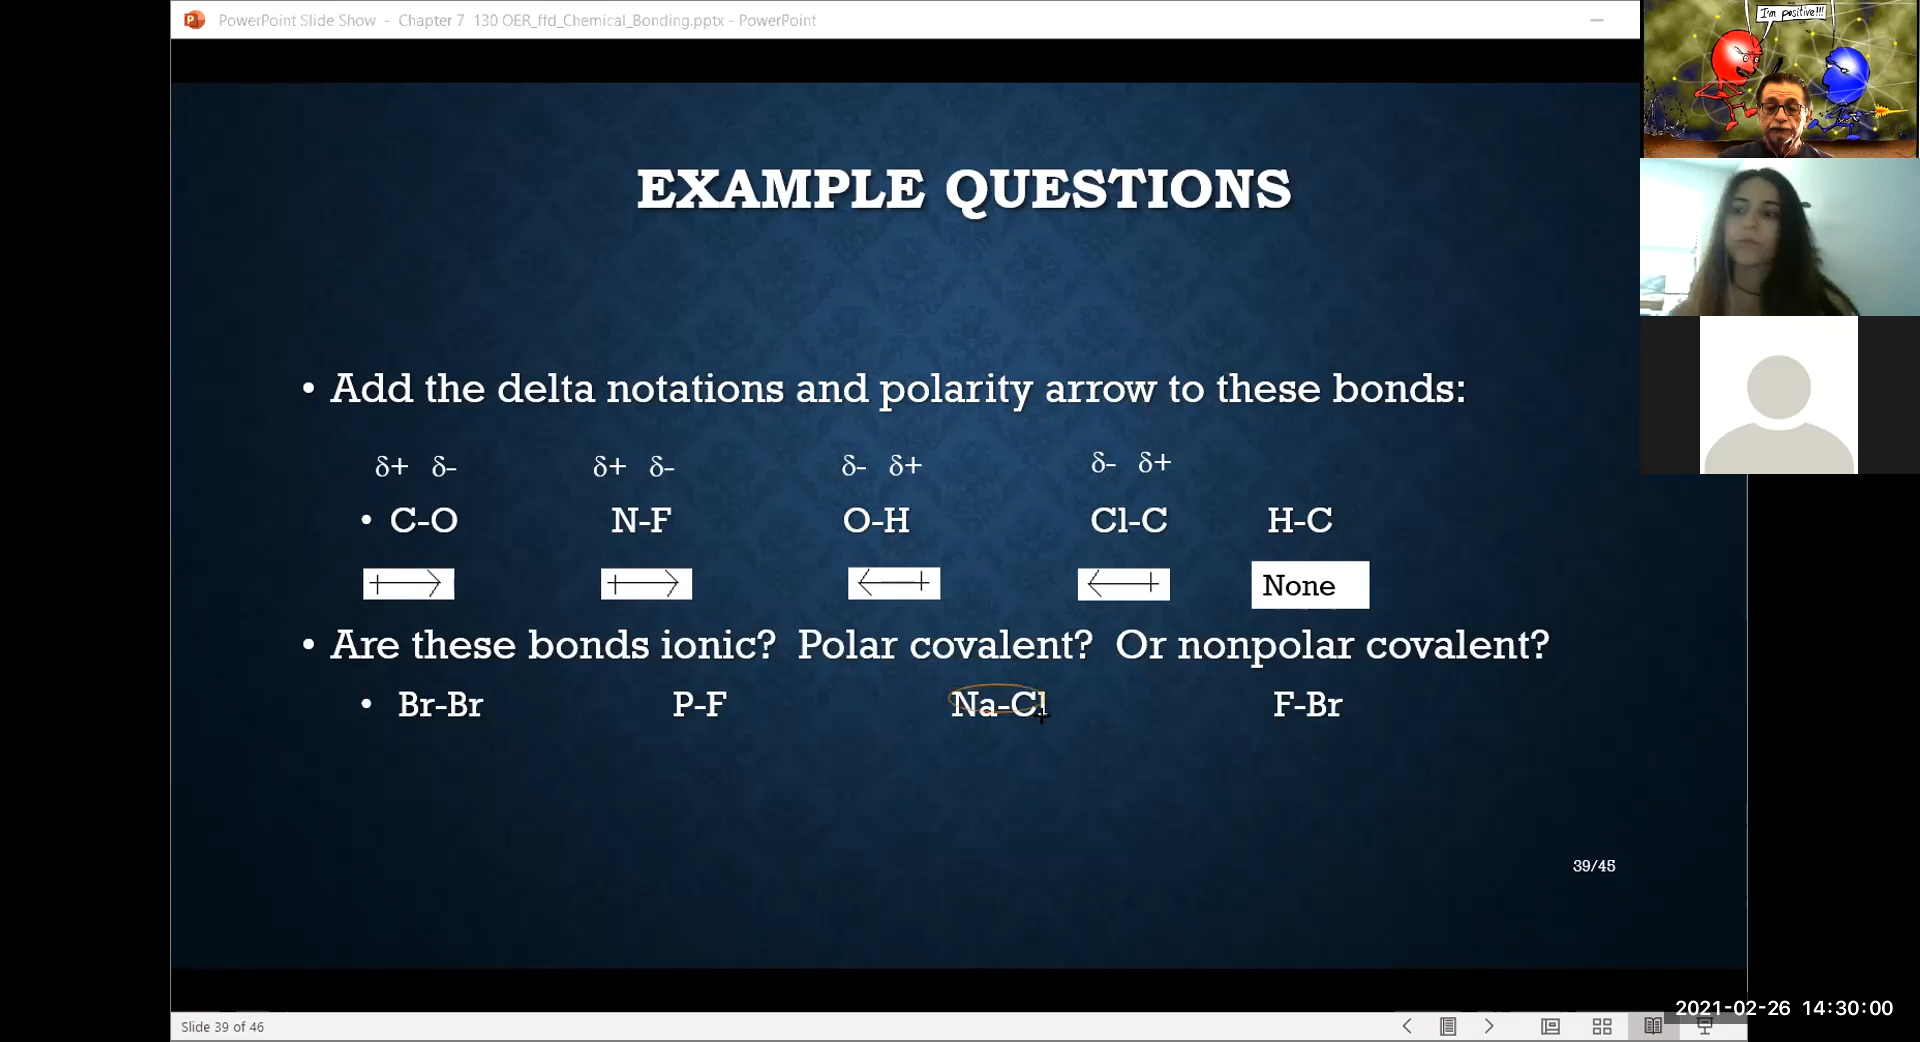 PowerPoint Slide Show - Chapter 7 130 OER_ffd_Chemical_Bonding.pptx - PowerPoint
I'm positive!!!
EXAMPLE QUESTIONS
• Add the delta notations and polarity arrow to these bonds:
δ+ δ- δ+ δ- δ- δ+ δ- δ+
• C-O N-F O-H Cl-C H-C
None
• Are these bonds ionic? Polar covalent? Or nonpolar covalent?
• Br-Br P-F Na-Cl F-Br
39/45
2021-02-26 14:30:00
Slide 39 of 46